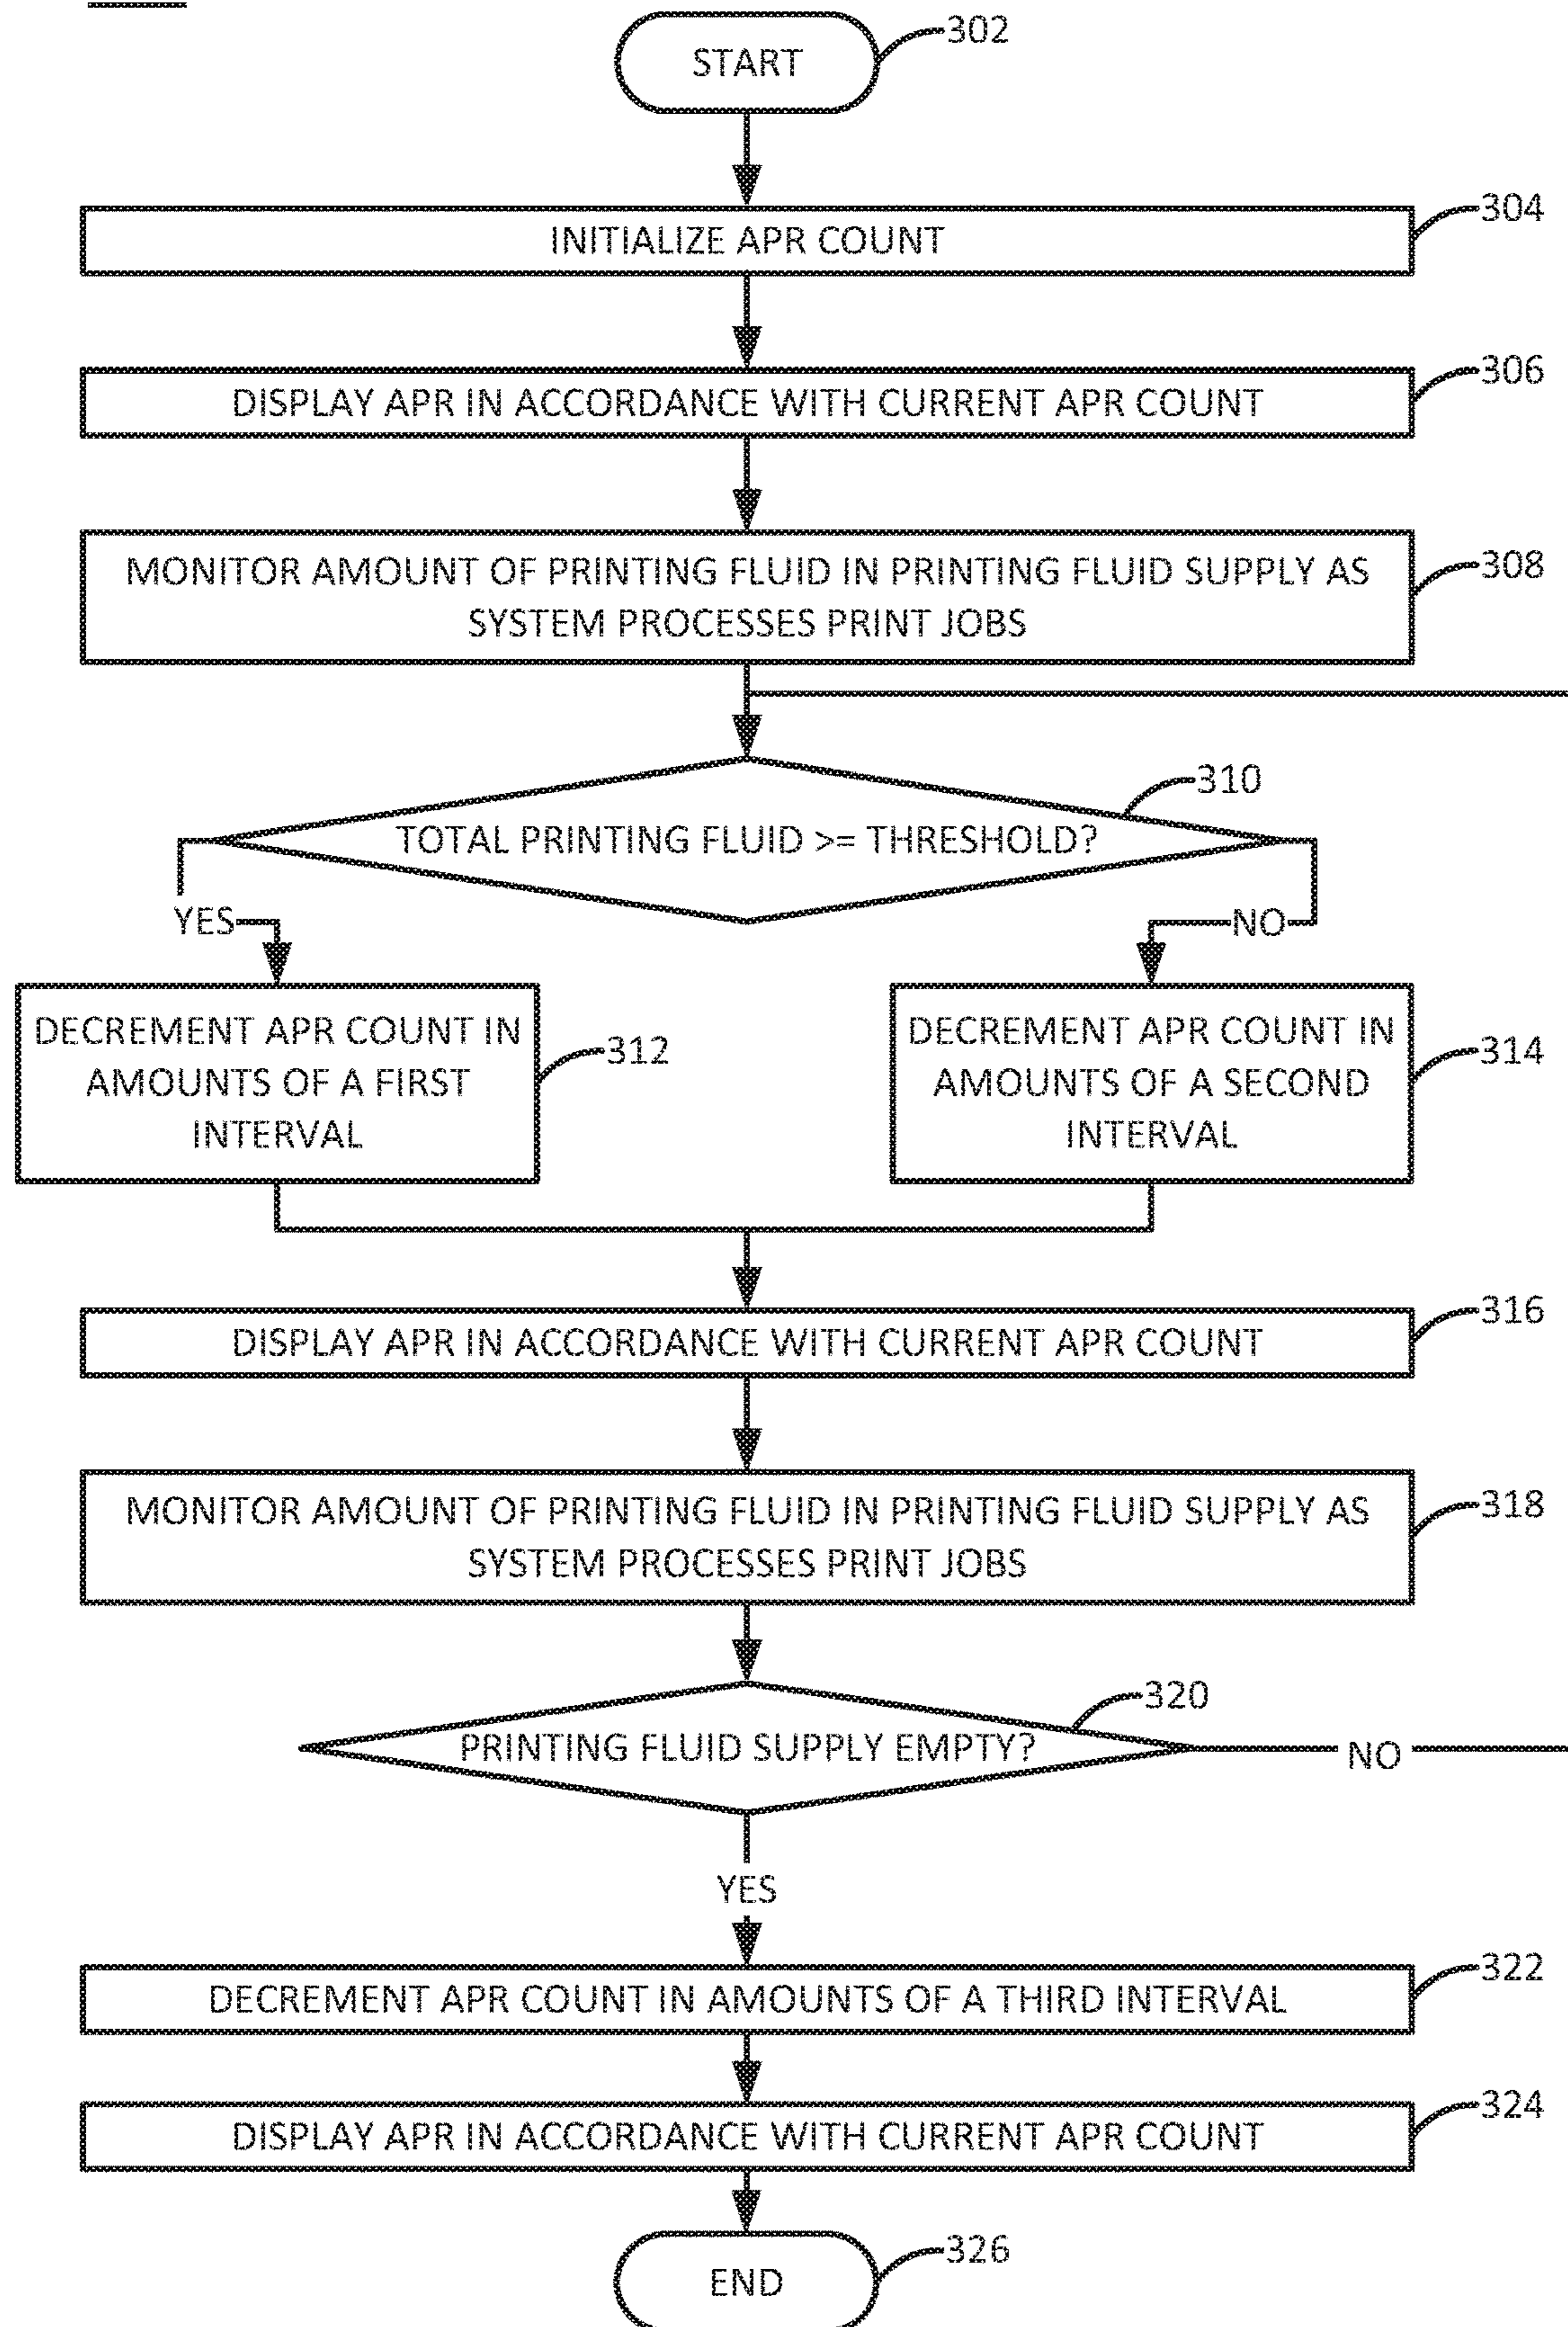 START
302
INITIALIZE APR COUNT
304
DISPLAY APR IN ACCORDANCE WITH CURRENT APR COUNT
306
MONITOR AMOUNT OF PRINTING FLUID IN PRINTING FLUID SUPPLY AS
SYSTEM PROCESSES PRINT JOBS
308
310
TOTAL PRINTING FLUID >= THRESHOLD?
YES
NO
DECREMENT APR COUNT IN
AMOUNTS OF A FIRST
INTERVAL
312
DECREMENT APR COUNT IN
AMOUNTS OF A SECOND
INTERVAL
314
DISPLAY APR IN ACCORDANCE WITH CURRENT APR COUNT
316
MONITOR AMOUNT OF PRINTING FLUID IN PRINTING FLUID SUPPLY AS
SYSTEM PROCESSES PRINT JOBS
318
320
PRINTING FLUID SUPPLY EMPTY?
NO
YES
DECREMENT APR COUNT IN AMOUNTS OF A THIRD INTERVAL
322
DISPLAY APR IN ACCORDANCE WITH CURRENT APR COUNT
324
END
326